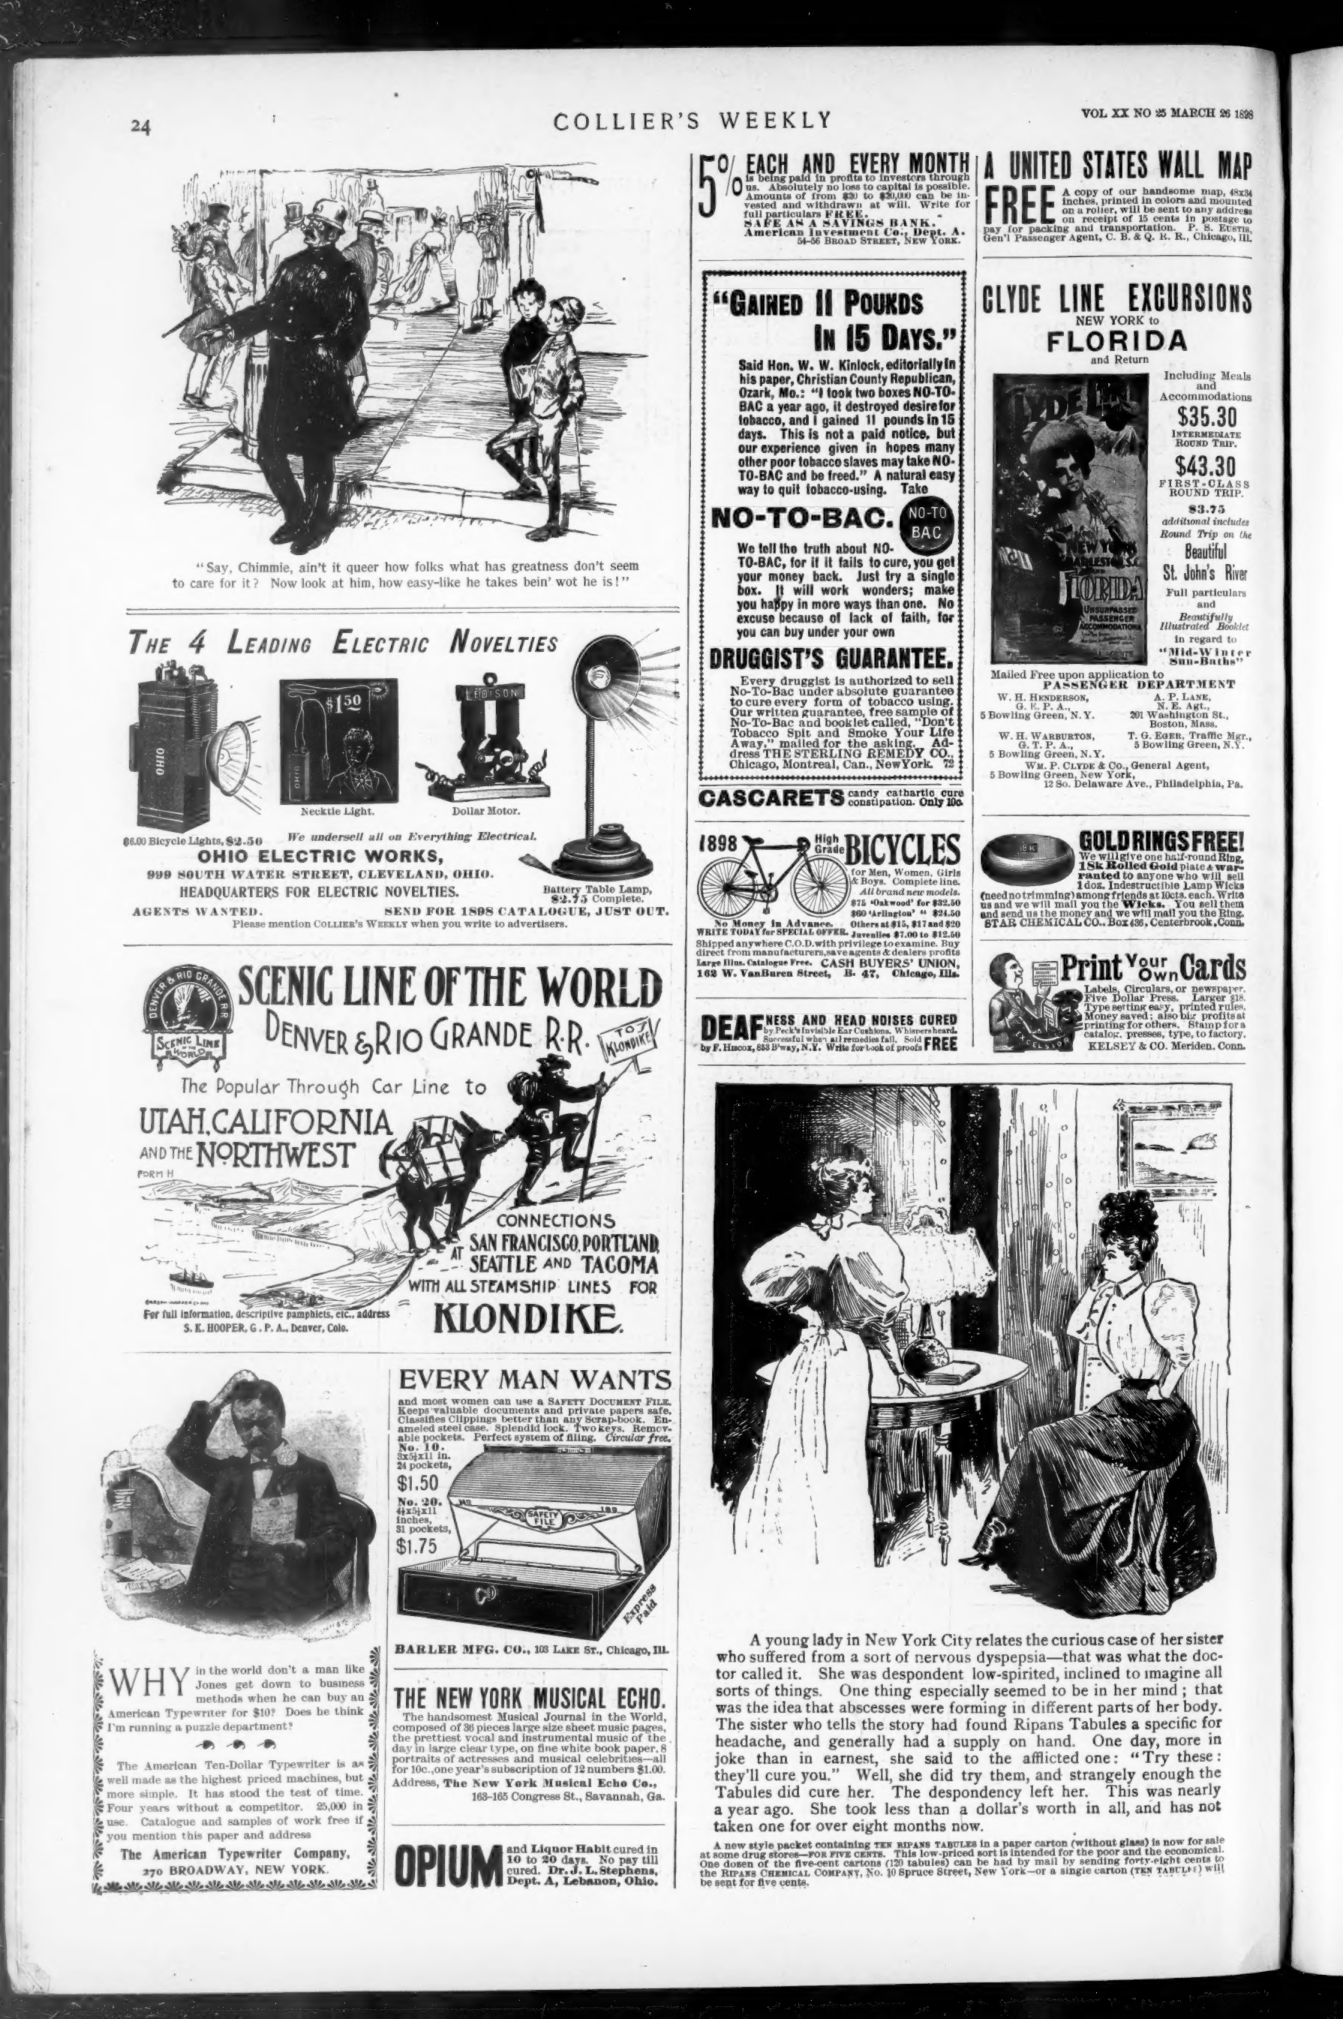 24
COLLIER'S WEEKLY
VOL XX NO 25 MARCH 26 1898
"Say, Chimmie, ain't it queer how folks what has greatness don't seem
to care for it? Now look at him, how easy-like he takes bein' wot he is!"
THE 4 LEADING ELECTRIC NOVELTIES
OHIO
$1.50
OHIO
LEDISON
Necktie Light.
Dollar Motor.
$6.00 Bicycle Lights, $2.50
We undersell all on Everything Electrical.
OHIO ELECTRIC WORKS,
999 SOUTH WATER STREET, CLEVELAND, OHIO.
HEADQUARTERS FOR ELECTRIC NOVELTIES.
Battery Table Lamp,
$2.75 Complete.
AGENTS WANTED.
SEND FOR 1898 CATALOGUE, JUST OUT.
Please mention COLLIER'S WEEKLY when you write to advertisers.
DENVER & RIO GRANDE R.R.
SCENIC LINE
OF THE
WORLD
SCENIC LINE OF THE WORLD
DENVER & RIO GRANDE R.R.
TO
KLONDIKE
The Popular Through Car Line to
UTAH, CALIFORNIA
AND THE NORTHWEST
FORM H
CONNECTIONS
AT SAN FRANCISCO, PORTLAND,
SEATTLE AND TACOMA
WITH ALL STEAMSHIP LINES FOR
KLONDIKE.
For full information, descriptive pamphlets, etc., address
S. K. HOOPER, G. P. A., Denver, Colo.
WHY in the world don't a man like
Jones get down to business
methods when he can buy an
American Typewriter for $10? Does he think
I'm running a puzzle department?
The American Ten-Dollar Typewriter is as
well made as the highest priced machines, but
more simple. It has stood the test of time.
Four years without a competitor. 25,000 in
use. Catalogue and samples of work free if
you mention this paper and address
The American Typewriter Company,
270 BROADWAY, NEW YORK.
EVERY MAN WANTS
and most women can use a SAFETY DOCUMENT FILE.
Keeps valuable documents and private papers safe.
Classifies Clippings better than any Scrap-book. En-
ameled steel case. Splendid lock. Two keys. Remov-
able pockets. Perfect system of filing. Circular free.
No. 10.
3x5½x11 in.
24 pockets,
$1.50
No. 20.
4½x5½x11
inches,
31 pockets,
$1.75
NO
189
SAFETY
FILE
Express
Paid
BARLER MFG. CO., 103 LAKE ST., Chicago, Ill.
THE NEW YORK MUSICAL ECHO.
The handsomest Musical Journal in the World,
composed of 36 pieces large size sheet music pages,
the prettiest vocal and instrumental music of the
day in large clear type, on fine white book paper. 8
portraits of actresses and musical celebrities—all
for 10c., one year's subscription of 12 numbers $1.00.
Address, The New York Musical Echo Co.,
163-165 Congress St., Savannah, Ga.
OPIUM and Liquor Habit cured in
10 to 20 days. No pay till
cured. Dr. J. L. Stephens,
Dept. A, Lebanon, Ohio.
5% EACH AND EVERY MONTH
is being paid in profits to investors through
us. Absolutely no loss to capital is possible.
Amounts of from $20 to $20,000 can be in-
vested and withdrawn at will. Write for
full particulars FREE.
SAFE AS A SAVINGS BANK.
American Investment Co., Dept. A.
54-56 BROAD STREET, NEW YORK.
"GAINED 11 POUNDS
IN 15 DAYS."
Said Hon. W. W. Kinlock, editorially in
his paper, Christian County Republican,
Ozark, Mo.: "I took two boxes NO-TO-
BAC a year ago, it destroyed desire for
tobacco, and I gained 11 pounds in 15
days. This is not a paid notice, but
our experience given in hopes many
other poor tobacco slaves may take NO-
TO-BAC and be freed." A natural easy
way to quit tobacco-using. Take
NO-TO-BAC.
NO-TO
BAC
We tell the truth about NO-
TO-BAC, for if it fails to cure, you get
your money back. Just try a single
box. It will work wonders; make
you happy in more ways than one. No
excuse because of lack of faith, for
you can buy under your own
DRUGGIST'S GUARANTEE.
Every druggist is authorized to sell
No-To-Bac under absolute guarantee
to cure every form of tobacco using.
Our written guarantee, free sample of
No-To-Bac and booklet called, "Don't
Tobacco Spit and Smoke Your Life
Away," mailed for the asking. Ad-
dress THE STERLING REMEDY CO.,
Chicago, Montreal, Can., New York. 72
CASCARETS candy cathartic cure
constipation. Only 10c.
1898
High
Grade
BICYCLES
for Men, Women, Girls
& Boys. Complete line.
All brand new models.
$75 'Oakwood' for $32.50
$60 'Arlington' " $24.50
No Money in Advance. Others at $15, $17 and $20
WRITE TODAY for SPECIAL OFFER. Juveniles $7.00 to $12.50
Shipped anywhere C.O.D. with privilege to examine. Buy
direct from manufacturers, save agents & dealers profits
Large Illus. Catalogue Free. CASH BUYERS' UNION,
162 W. VanBuren Street, B. 47, Chicago, Ills.
DEAFNESS AND HEAD NOISES CURED
by Peck's Invisible Ear Cushions. Whispers heard.
Successful when all remedies fail. Sold
by F. Hiscox, 853 B'way, N.Y. Write for book of proofs FREE
A UNITED STATES WALL MAP
FREE A copy of our handsome map, 48x34
inches, printed in colors and mounted
on a roller, will be sent to any address
on receipt of 15 cents in postage to
pay for packing and transportation. P. S. EUSTIS,
Gen'l Passenger Agent, C. B. & Q. R. R., Chicago, Ill.
CLYDE LINE EXCURSIONS
NEW YORK to
FLORIDA
and Return
CLYDE LINE
NEW YORK
CHARLESTON, S.C.
FLORIDA
UNSURPASSED
PASSENGER
ACCOMMODATIONS
Including Meals
and
Accommodations
$35.30
INTERMEDIATE
ROUND TRIP.
$43.30
FIRST-CLASS
ROUND TRIP.
$3.75
additional includes
Round Trip on the
Beautiful
St. John's River
Full particulars
and
Beautifully
Illustrated Booklet
in regard to
"Mid-Winter
Sun-Baths"
Mailed Free upon application to
PASSENGER DEPARTMENT
W. H. HENDERSON,
G. E. P. A.,
5 Bowling Green, N. Y.
A. P. LANE,
N. E. Agt.,
201 Washington St.,
Boston, Mass.
W. H. WARBURTON,
G. T. P. A.,
5 Bowling Green, N. Y.
T. G. EGER, Traffic Mgr.,
5 Bowling Green, N. Y.
WM. P. CLYDE & CO., General Agent,
5 Bowling Green, New York,
12 So. Delaware Ave., Philadelphia, Pa.
18 K
GOLD RINGS FREE!
We will give one half-round Ring,
18k Rolled Gold plate & war-
ranted to anyone who will sell
1 doz. Indestructible Lamp Wicks
(need no trimming) among friends at 10cts. each. Write
us and we will mail you the Wicks. You sell them
and send us the money and we will mail you the Ring.
STAR CHEMICAL CO., Box 436, Centerbrook, Conn.
EXCELSIOR
Print Your Own Cards
Labels, Circulars, or newspaper.
Five Dollar Press. Larger $18.
Type setting easy, printed rules.
Money saved; also big profits at
printing for others. Stamp for a
catalog, presses, type, to factory.
KELSEY & CO. Meriden, Conn.
A young lady in New York City relates the curious case of her sister
who suffered from a sort of nervous dyspepsia—that was what the doc-
tor called it. She was despondent low-spirited, inclined to imagine all
sorts of things. One thing especially seemed to be in her mind; that
was the idea that abscesses were forming in different parts of her body.
The sister who tells the story had found Ripans Tabules a specific for
headache, and generally had a supply on hand. One day, more in
joke than in earnest, she said to the afflicted one: "Try these:
they'll cure you." Well, she did try them, and strangely enough the
Tabules did cure her. The despondency left her. This was nearly
a year ago. She took less than a dollar's worth in all, and has not
taken one for over eight months now.
A new style packet containing TEN RIPANS TABULES in a paper carton (without glass) is now for sale
at some drug stores—FOR FIVE CENTS. This low-priced sort is intended for the poor and the economical.
One dozen of the five-cent cartons (120 tabules) can be had by mail by sending forty-eight cents to
the RIPANS CHEMICAL COMPANY, No. 10 Spruce Street, New York—or a single carton (TEN TABULES) will
be sent for five cents.